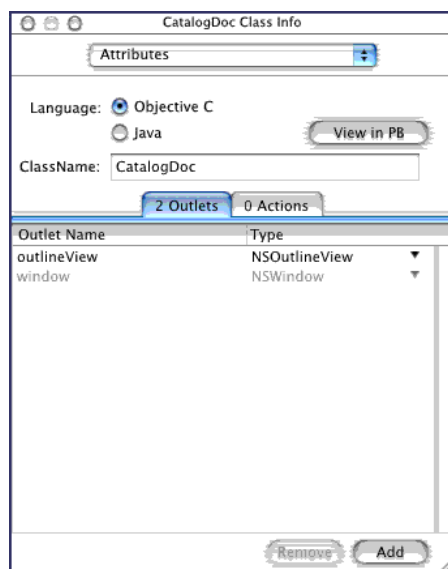 CatalogDoc Class Info
Attributes
Language: Objective C
Java
View in PB
ClassName: CatalogDoc
2 Outlets 0 Actions
Outlet Name Type
outlineView NSOutlineView
window NSWindow
Remove Add